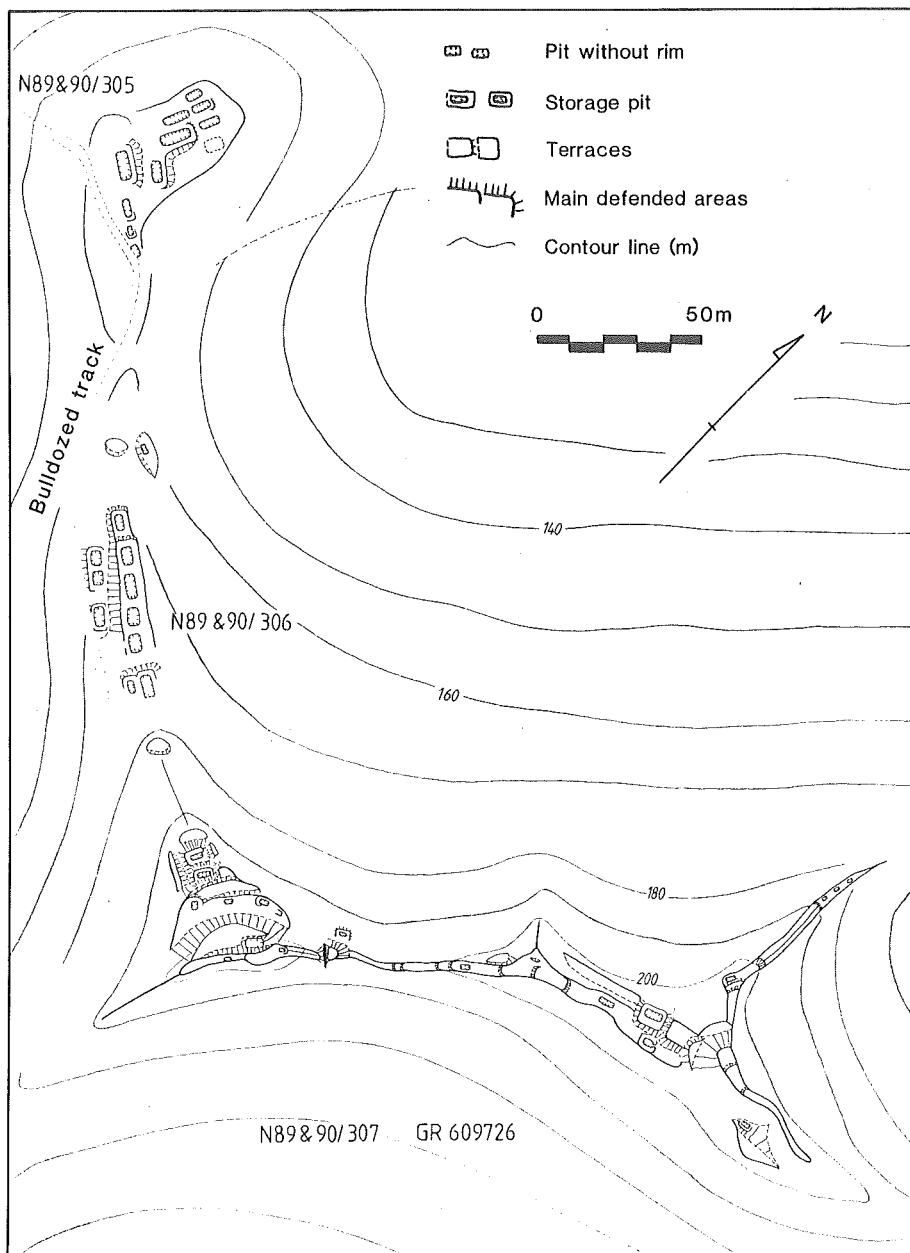 N89&90/305
Pit without rim
Storage pit
Terraces
Main defended areas
Contour line (m)
0 50m
N
Bulldozed track
140
N89&90/306
160
180
200
N89&90/307 GR 609726